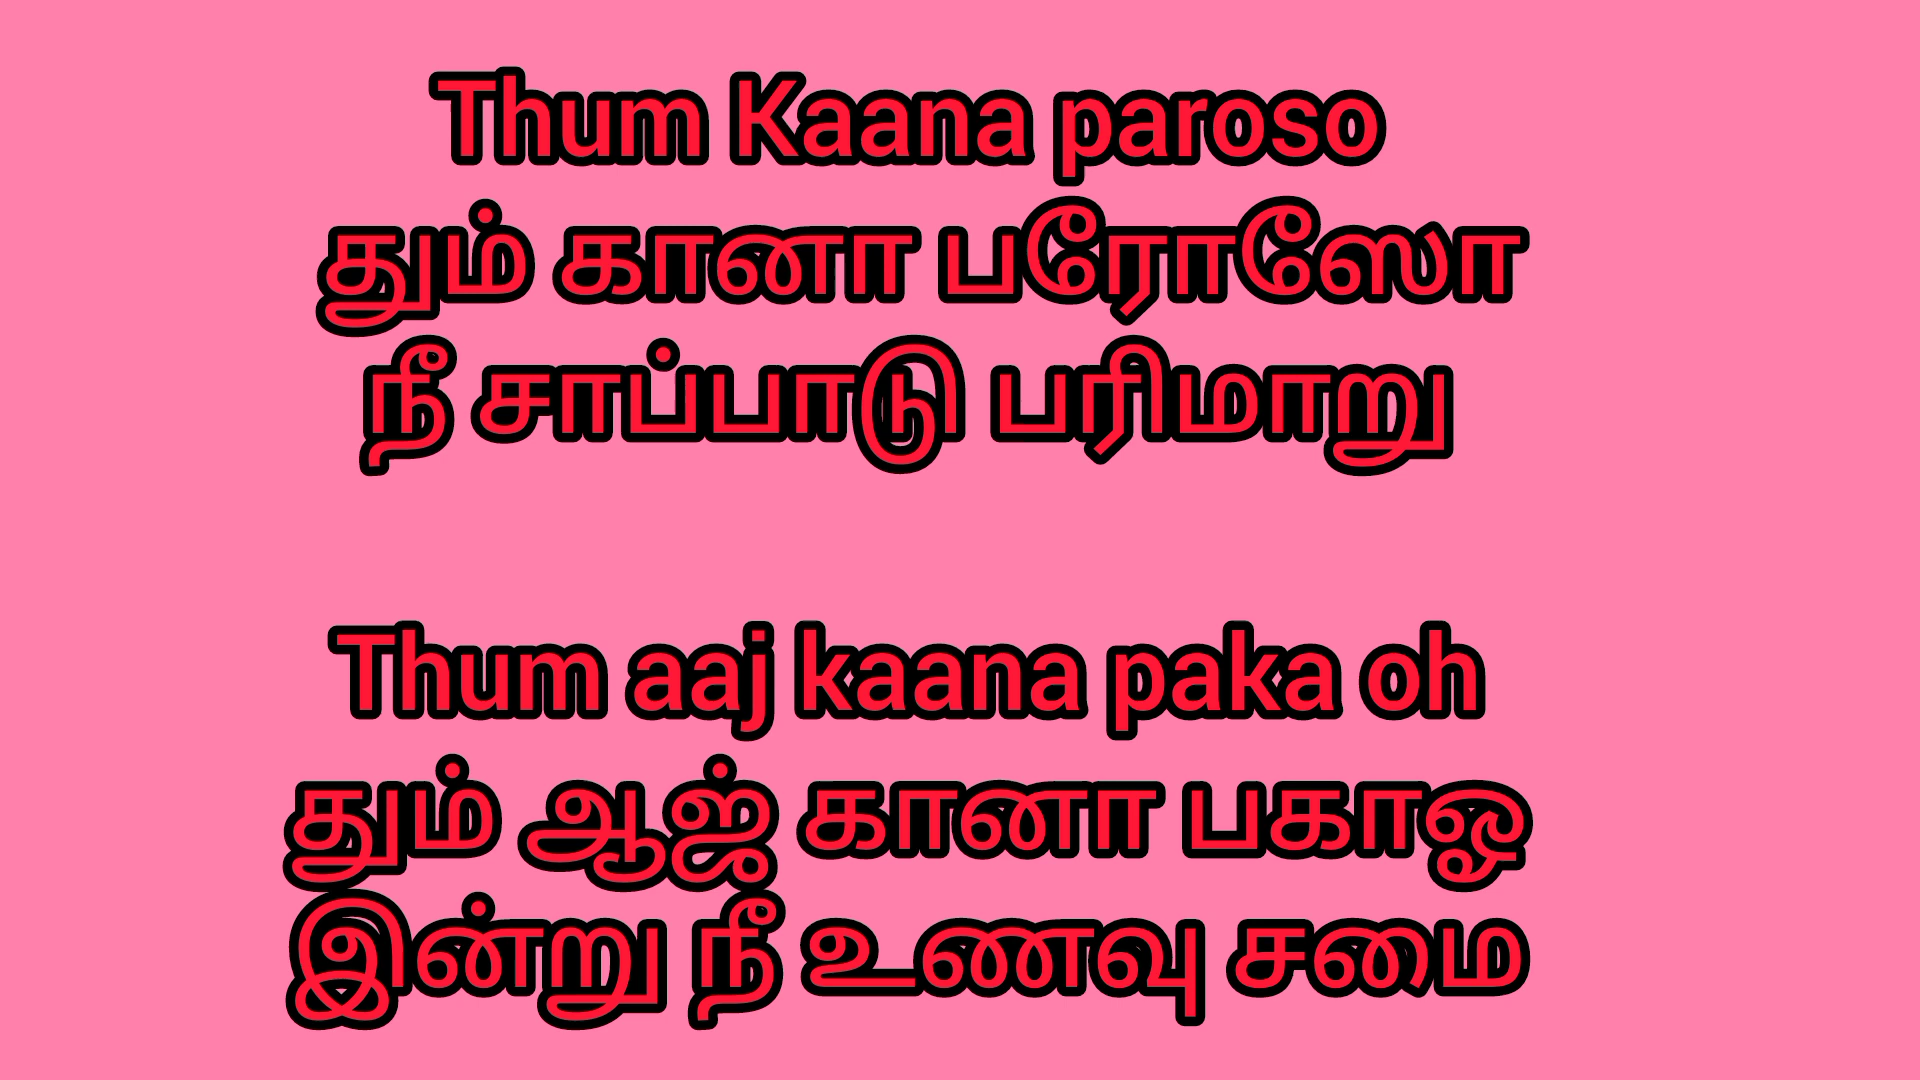 Thum Kaana paroso
தும் கானா பரோஸோ
நீ சாப்பாடு பரிமாறு
Thum aaj kaana paka oh
தும் ஆஜ் கானா பகாஓ
இன்று நீ உணவு சமை